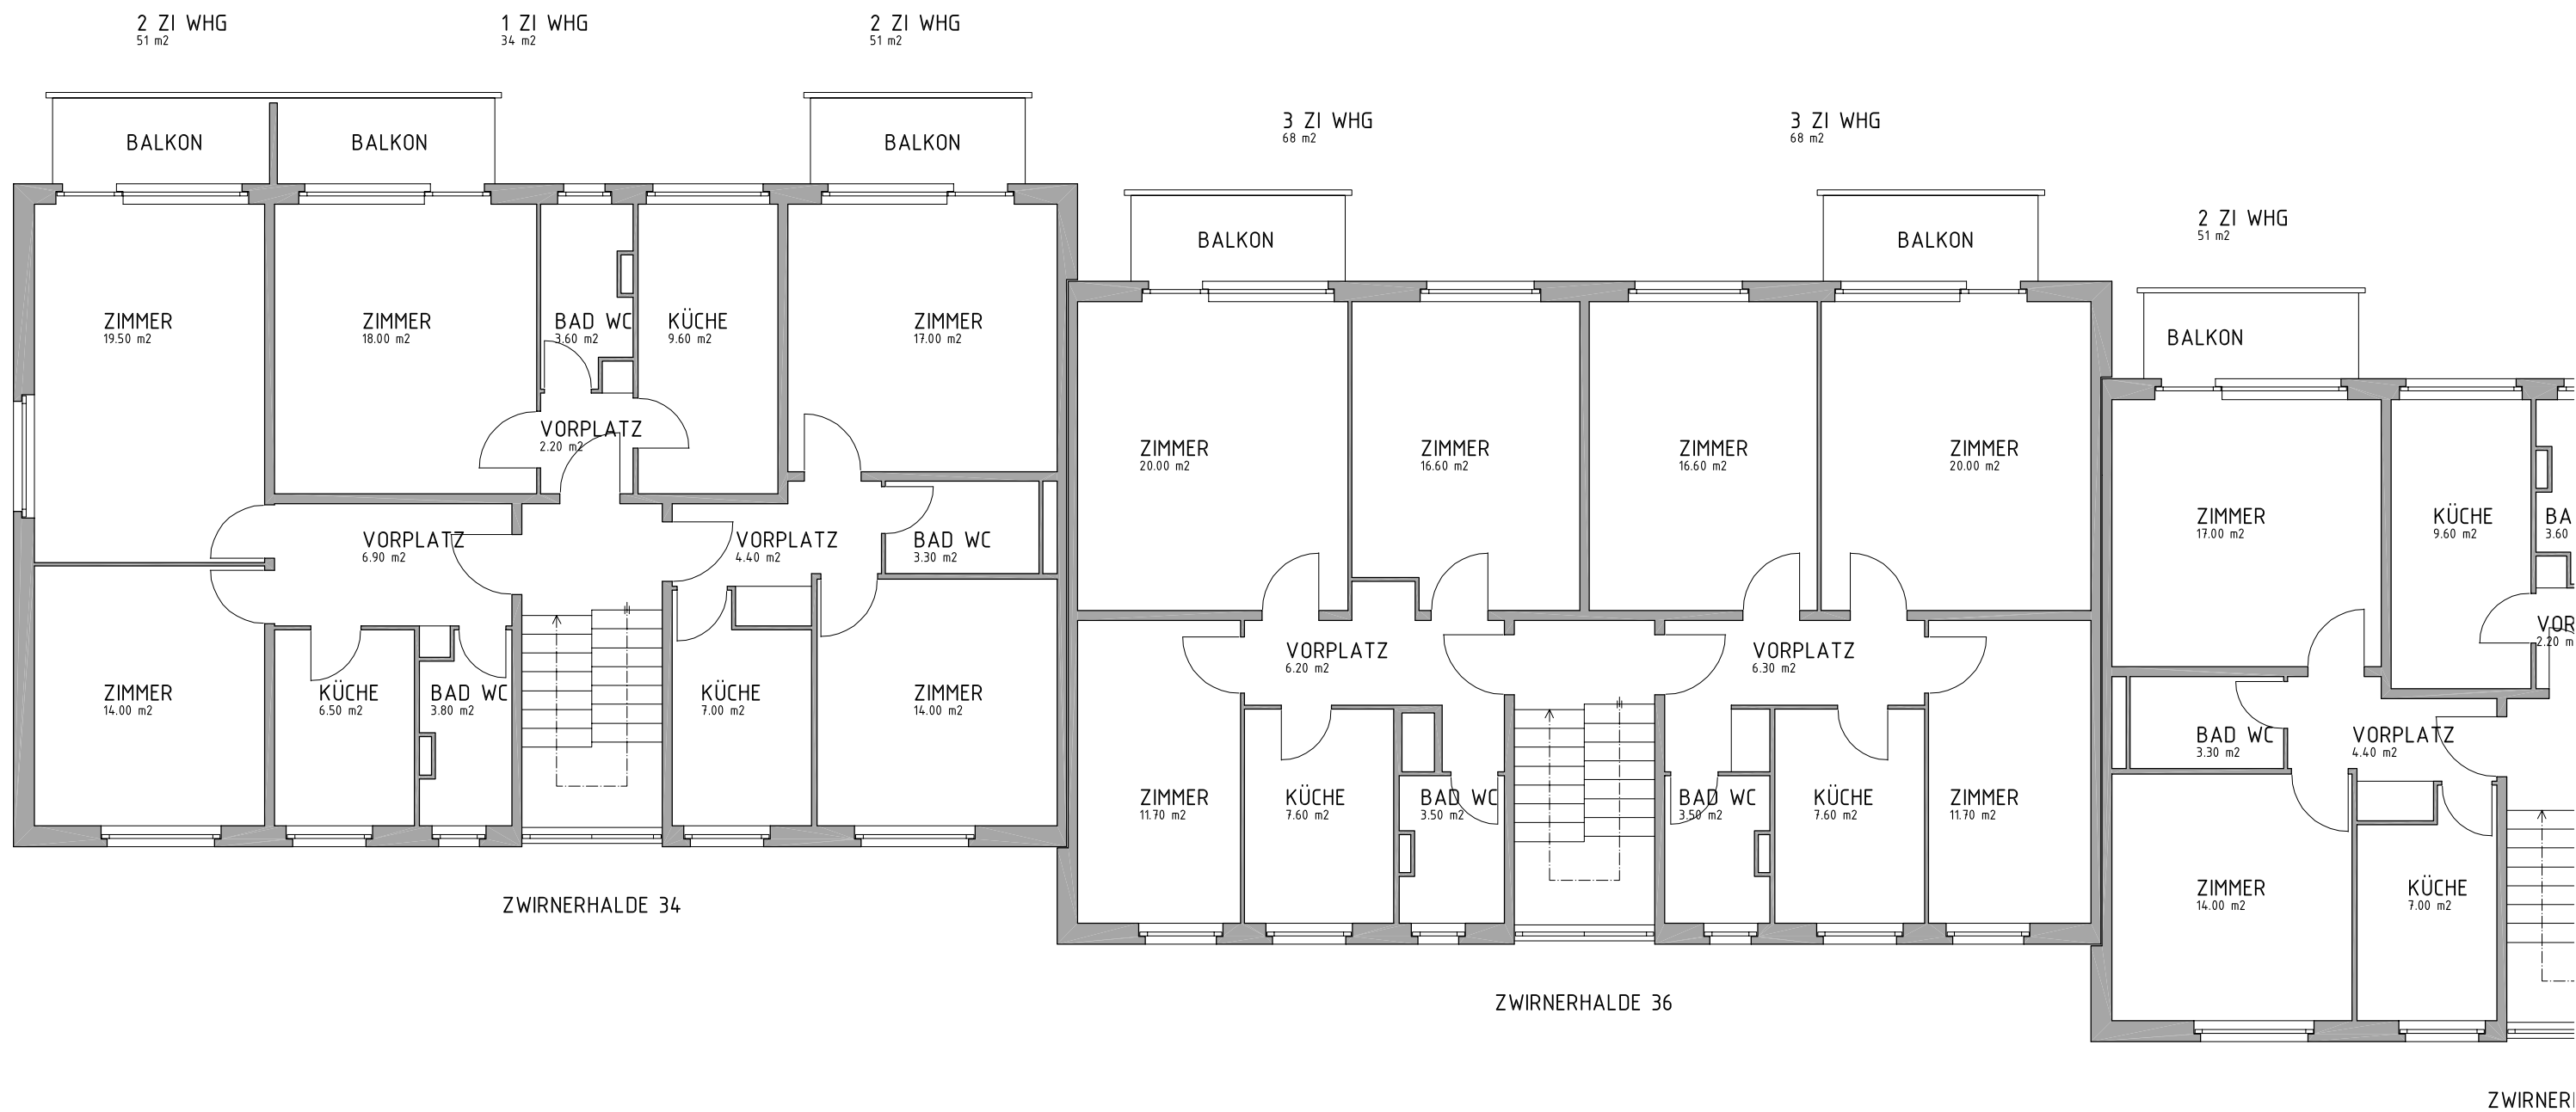 2 ZI WHG
51 m2
1 ZI WHG
34 m2
2 ZI WHG
51 m2
3 ZI WHG
68 m2
3 ZI WHG
68 m2
2 ZI WHG
51 m2
BALKON
BALKON
BALKON
BALKON
BALKON
BALKON
ZIMMER
19.50 m2
ZIMMER
18.00 m2
BAD WC
3.60 m2
KÜCHE
9.60 m2
ZIMMER
17.00 m2
VORPLATZ
2.20 m2
VORPLATZ
6.90 m2
VORPLATZ
4.40 m2
BAD WC
3.30 m2
ZIMMER
14.00 m2
KÜCHE
6.50 m2
BAD WC
3.80 m2
KÜCHE
7.00 m2
ZIMMER
14.00 m2
ZWIRNERHALDE 34
ZIMMER
20.00 m2
ZIMMER
16.60 m2
ZIMMER
16.60 m2
ZIMMER
20.00 m2
VORPLATZ
6.20 m2
VORPLATZ
6.30 m2
ZIMMER
11.70 m2
KÜCHE
7.60 m2
BAD WC
3.50 m2
BAD WC
3.50 m2
KÜCHE
7.60 m2
ZIMMER
11.70 m2
ZWIRNERHALDE 36
ZIMMER
17.00 m2
KÜCHE
9.60 m2
BA
3.60
VOR
2.20 m
BAD WC
3.30 m2
VORPLATZ
4.40 m2
ZIMMER
14.00 m2
KÜCHE
7.00 m2
ZWIRNER